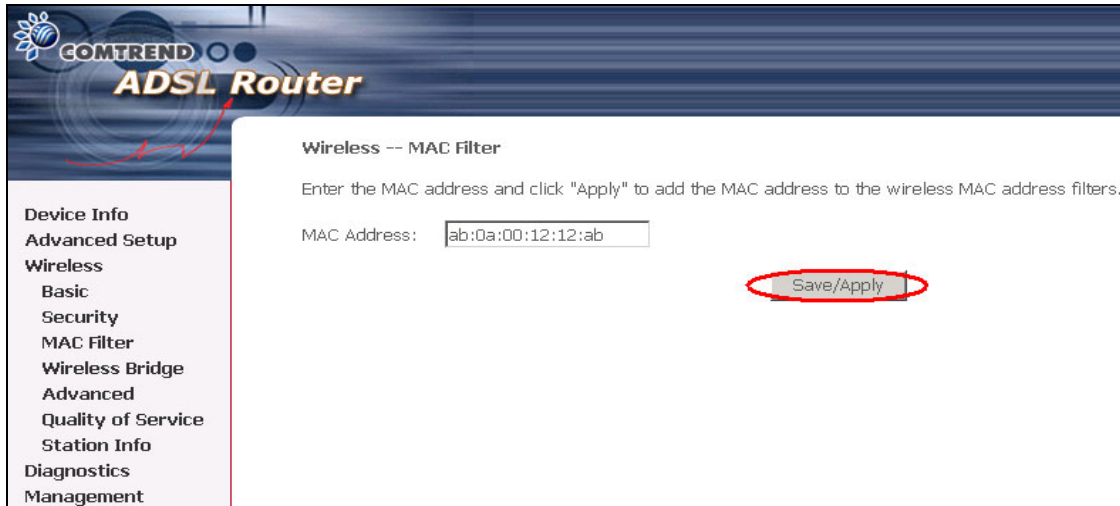 COMTREND
ADSL Router
Wireless -- MAC Filter
Enter the MAC address and click "Apply" to add the MAC address to the wireless MAC address filters.
MAC Address: ab:0a:00:12:12:ab
Save/Apply
Device Info
Advanced Setup
Wireless
Basic
Security
MAC Filter
Wireless Bridge
Advanced
Quality of Service
Station Info
Diagnostics
Management